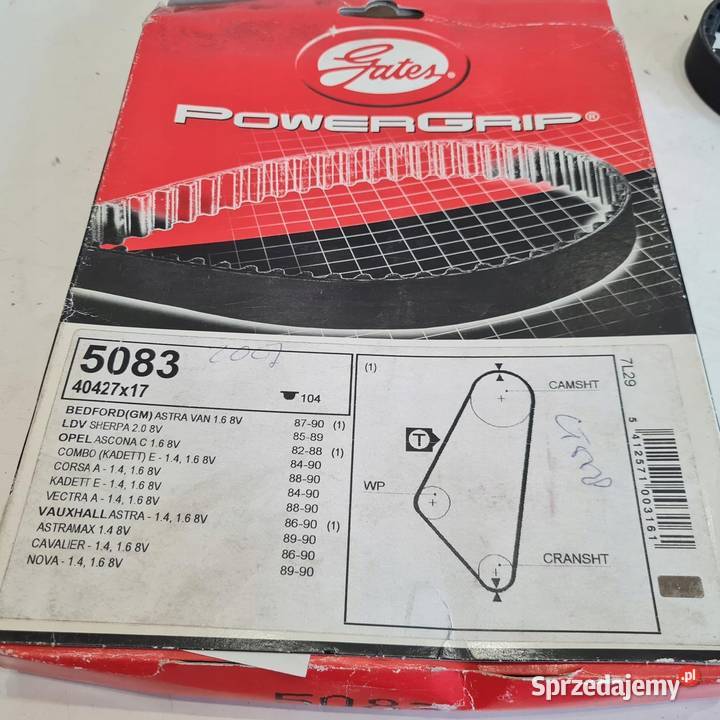 Gates
POWERGRIP®
5083
40427x17
104
BEDFORD(GM) ASTRA VAN 1.6 8V 87-90 (1)
LDV SHERPA 2.0 8V 85-89
OPEL ASCONA C 1.6 8V 82-88 (1)
COMBO (KADETT) E - 1.4, 1.6 8V 84-90
CORSA A - 1.4, 1.6 8V 88-90
KADETT E - 1.4, 1.6 8V 84-90
VECTRA A - 1.4, 1.6 8V 88-90
VAUXHALL ASTRA - 1.4, 1.6 8V 86-90 (1)
ASTRAMAX 1.4 8V 89-90
CAVALIER - 1.4, 1.6 8V 86-90
NOVA - 1.4, 1.6 8V 89-90
(1)
CAMSHT
T
WP
CRANSHT
7L29
5 412571 003161
5083
Sprzedajemy.pl